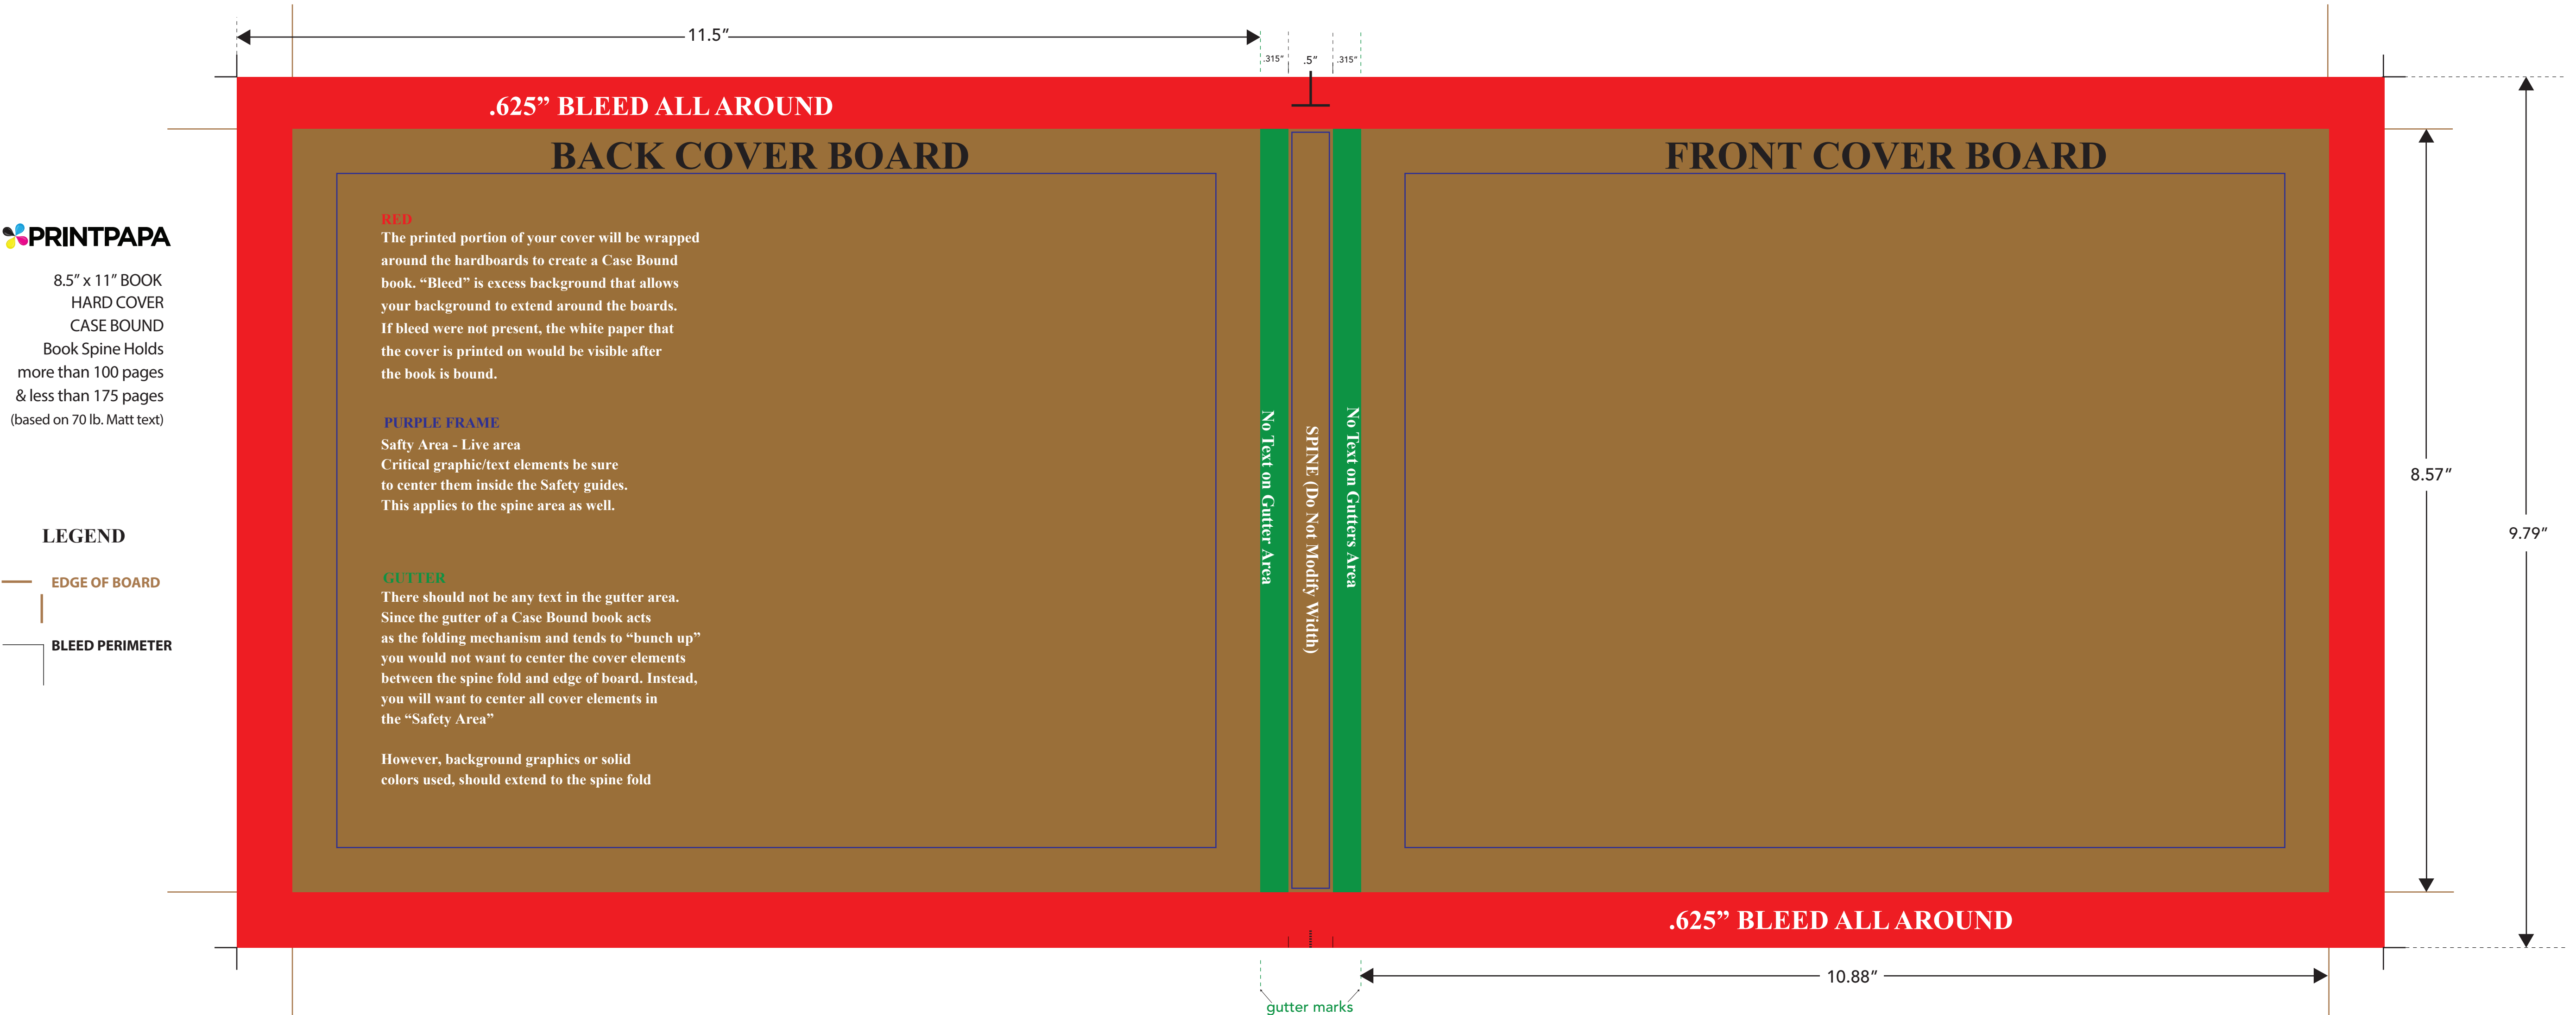 11.5”
.315”
.5”
.315”
.625” BLEED ALL AROUND
BACK COVER BOARD
FRONT COVER BOARD
PRINTPAPA
8.5” x 11” BOOK
HARD COVER
CASE BOUND
Book Spine Holds
more than 100 pages
& less than 175 pages
(based on 70 lb. Matt text)
LEGEND
EDGE OF BOARD
BLEED PERIMETER
RED
The printed portion of your cover will be wrapped
around the hardboards to create a Case Bound
book. “Bleed” is excess background that allows
your background to extend around the boards.
If bleed were not present, the white paper that
the cover is printed on would be visible after
the book is bound.
PURPLE FRAME
Safty Area - Live area
Critical graphic/text elements be sure
to center them inside the Safety guides.
This applies to the spine area as well.
GUTTER
There should not be any text in the gutter area.
Since the gutter of a Case Bound book acts
as the folding mechanism and tends to “bunch up”
you would not want to center the cover elements
between the spine fold and edge of board. Instead,
you will want to center all cover elements in
the “Safety Area”
However, background graphics or solid
colors used, should extend to the spine fold
No Text on Gutter Area
SPINE (Do Not Modify Width)
No Text on Gutters Area
8.57”
9.79”
.625” BLEED ALL AROUND
10.88”
gutter marks